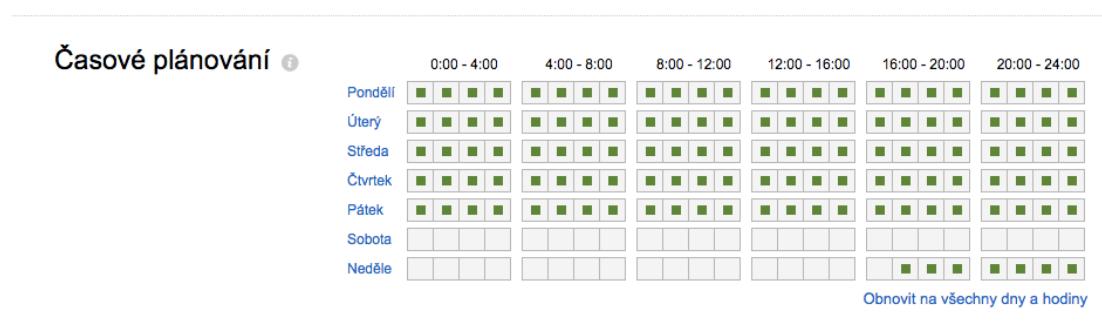 Časové plánování
0:00 - 4:00 4:00 - 8:00 8:00 - 12:00 12:00 - 16:00 16:00 - 20:00 20:00 - 24:00
Pondělí
Úterý
Středa
Čtvrtek
Pátek
Sobota
Neděle
Obnovit na všechny dny a hodiny